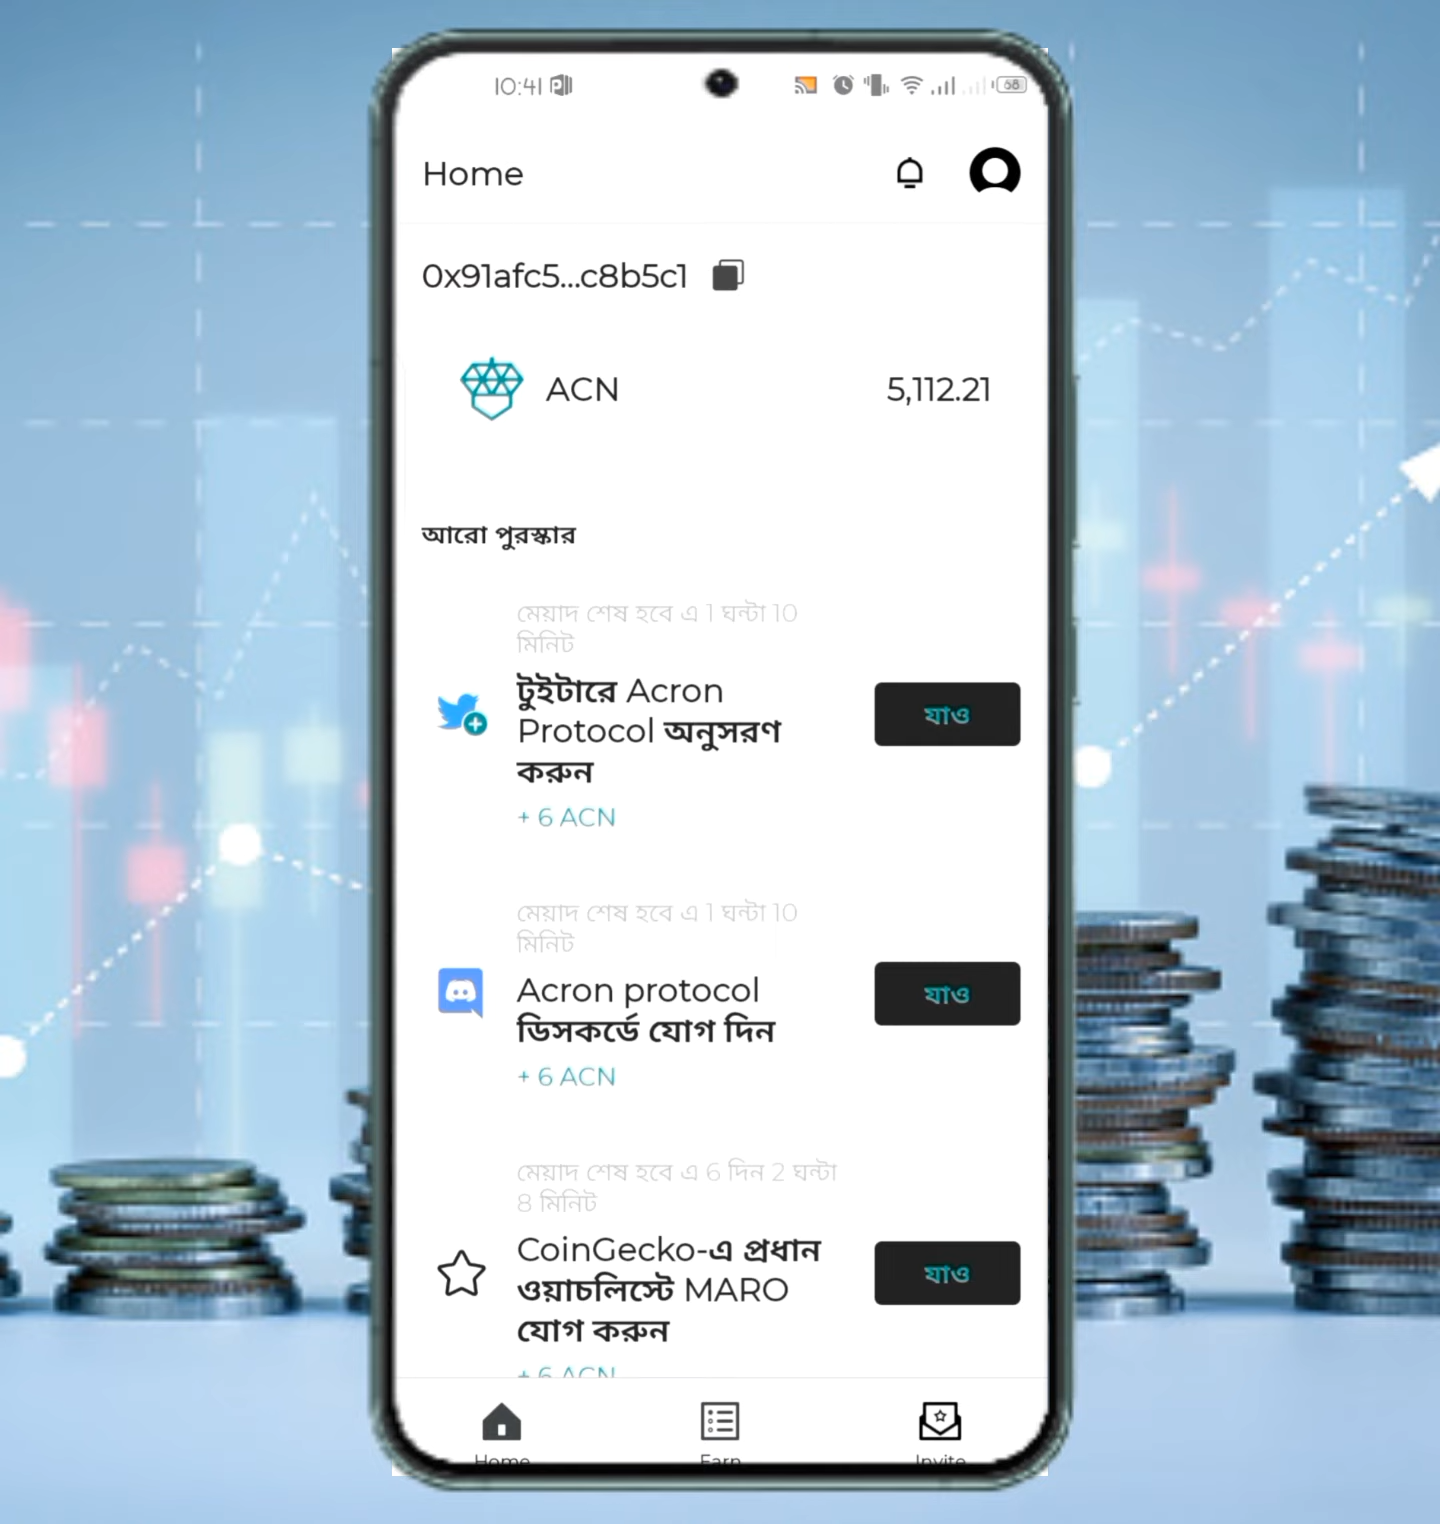 10:41
68
Home
0x91afc5...c8b5c1
ACN 5,112.21
আরো পুরস্কার
মেয়াদ শেষ হবে এ 1 ঘন্টা 10
মিনিট
টুইটারে Acron
Protocol অনুসরণ
করুন
যাও
+ 6 ACN
মেয়াদ শেষ হবে এ 1 ঘন্টা 10
মিনিট
Acron protocol
ডিসকর্ডে যোগ দিন
যাও
+ 6 ACN
মেয়াদ শেষ হবে এ 6 দিন 2 ঘন্টা
8 মিনিট
CoinGecko-এ প্রধান
ওয়াচলিস্টে MARO
যোগ করুন
যাও
+ 6 ACN
Home Earn Invite